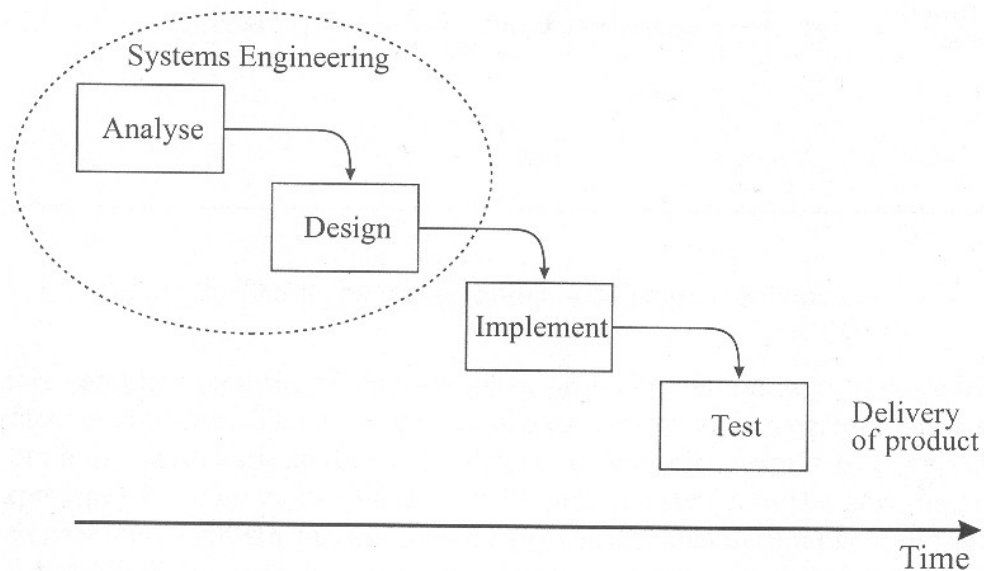 Systems Engineering
Analyse
Design
Implement
Test
Delivery
of product
Time